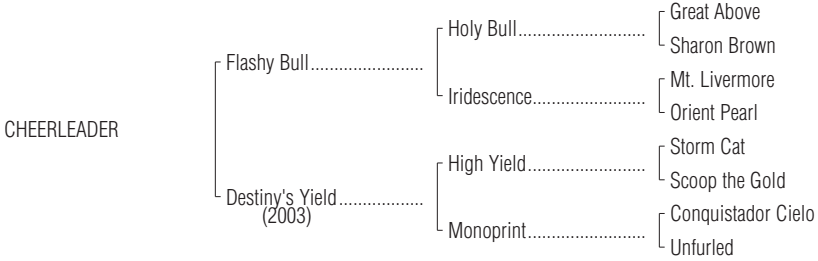 Great Above
Holy Bull..........................
Sharon Brown
Flashy Bull.......................
Mt. Livermore
Iridescence.......................
Orient Pearl
CHEERLEADER
Storm Cat
High Yield........................
Scoop the Gold
Destiny's Yield.................
(2003)
Conquistador Cielo
Monoprint........................
Unfurled